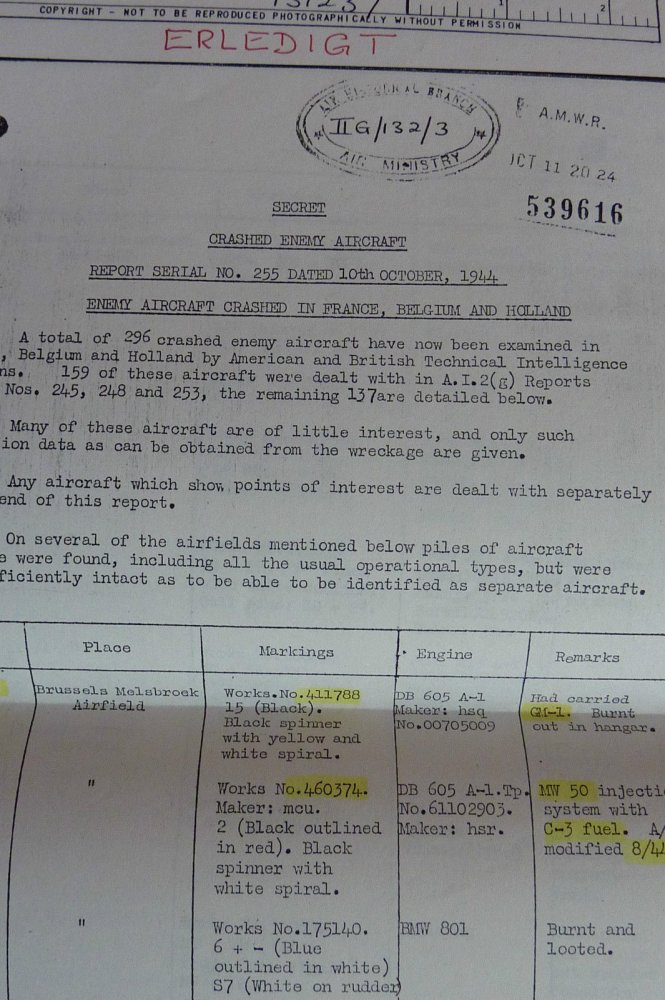 1 2
COPYRIGHT - NOT TO BE REPRODUCED PHOTOGRAPHICALLY WITHOUT PERMISSION
ERLEDIGT
AIR HISTORICAL BRANCH
IIG/132/3
AIR MINISTRY
A.M.W.R.
OCT 11 20 24
539616
SECRET
CRASHED ENEMY AIRCRAFT
REPORT SERIAL NO. 255 DATED 10th OCTOBER, 1944
ENEMY AIRCRAFT CRASHED IN FRANCE, BELGIUM AND HOLLAND
A total of 296 crashed enemy aircraft have now been examined in
, Belgium and Holland by American and British Technical Intelligence
ns. 159 of these aircraft were dealt with in A.I.2(g) Reports
Nos. 245, 248 and 253, the remaining 137are detailed below.
Many of these aircraft are of little interest, and only such
ion data as can be obtained from the wreckage are given.
Any aircraft which show points of interest are dealt with separately
end of this report.
On several of the airfields mentioned below piles of aircraft
e were found, including all the usual operational types, but were
ficiently intact as to be able to be identified as separate aircraft.
Place Markings Engine Remarks
Brussels Melsbroek Works.No.411788 DB 605 A-1 Had carried
Airfield 15 (Black). Maker: hsq GM-1. Burnt
Black spinner No.00705009 out in hangar.
with yellow and
white spiral.
" Works No.460374. DB 605 A-1.Tp. MW 50 injecti
Maker: mcu. No.61102903. system with
2 (Black outlined Maker: hsr. C-3 fuel. A/
in red). Black modified 8/44
spinner with
white spiral.
" Works No.175140. BMW 801 Burnt and
6 + - (Blue looted.
outlined in white)
S7 (White on rudder)